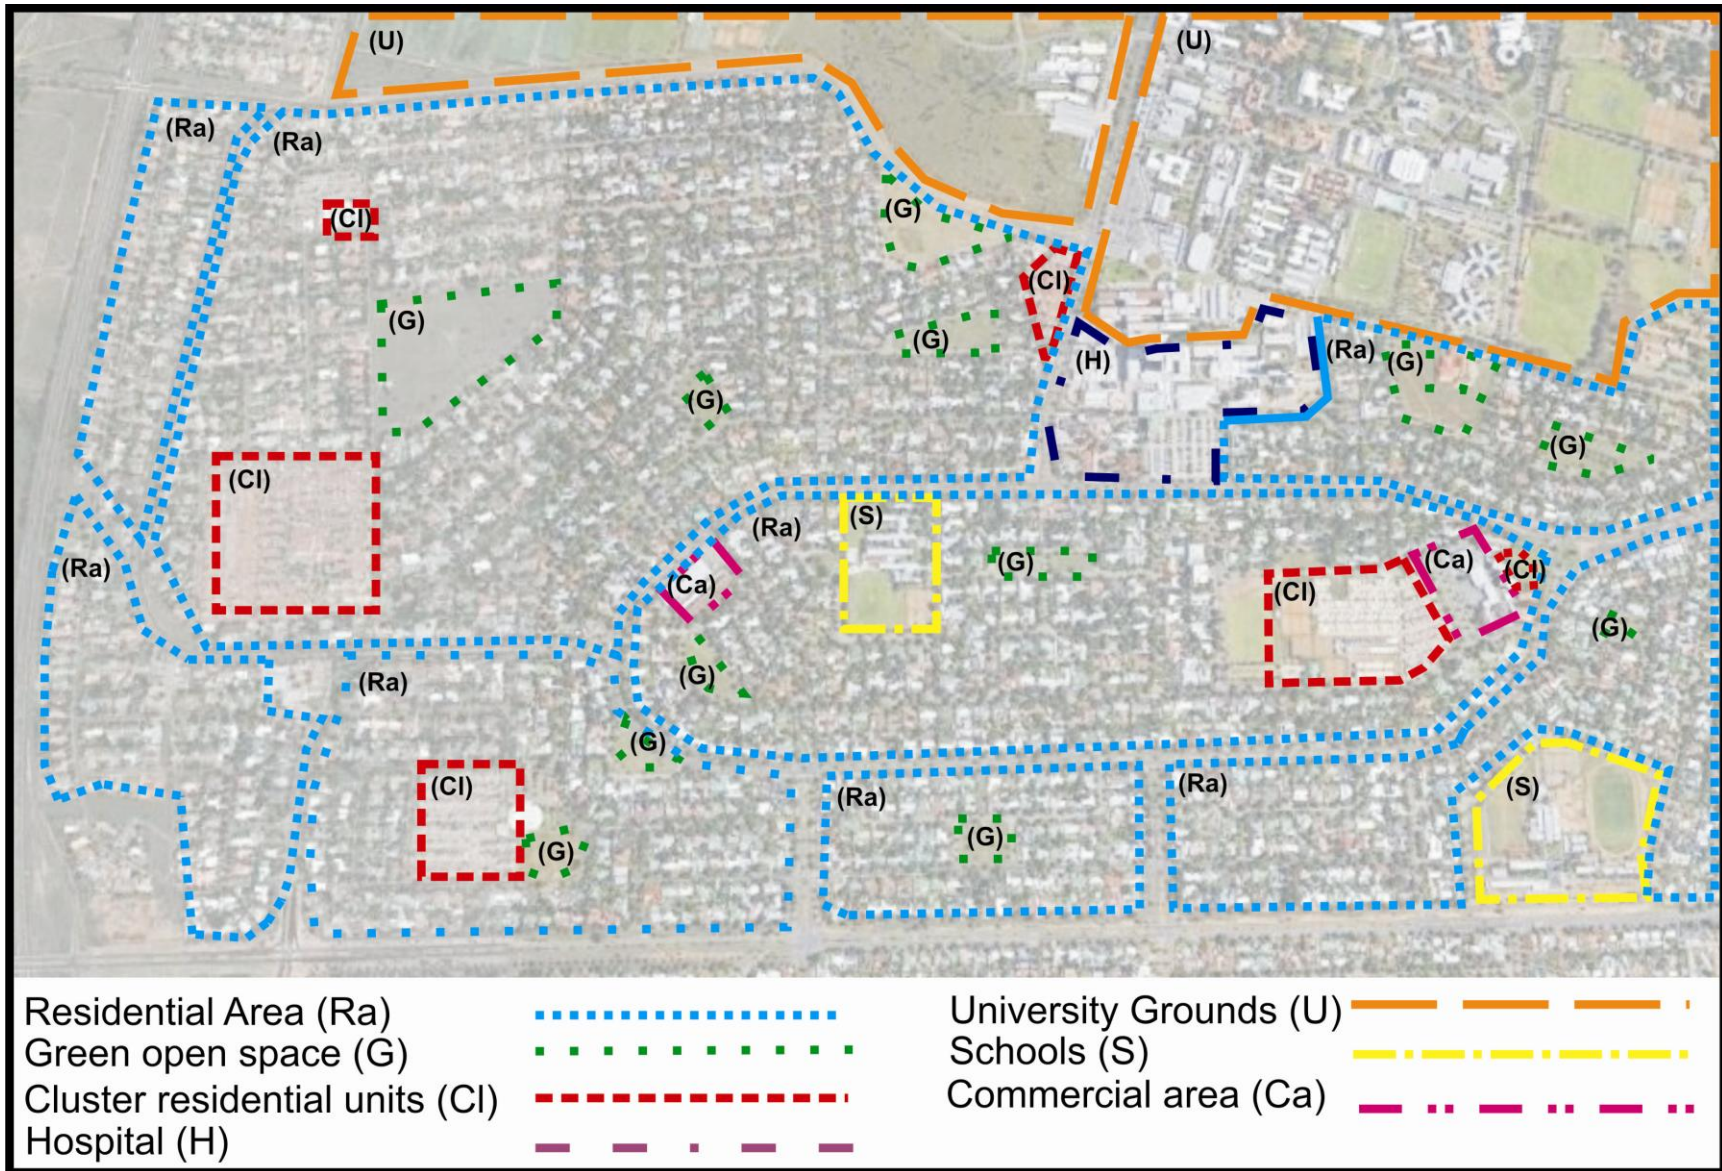 (U)
(U)
(Ra)
(Ra)
(Cl)
(G)
(G)
(Cl)
(G)
(G)
(H)
(Ra)
(G)
(G)
(G)
(Cl)
(Ra)
(S)
(Ra)
(Ca)
(G)
(Cl)
(Ca)
(Cl)
(G)
(Ra)
(G)
(G)
(Cl)
(Ra)
(Ra)
(S)
(G)
(G)
Residential Area (Ra)
Green open space (G)
Cluster residential units (Cl)
Hospital (H)
University Grounds (U)
Schools (S)
Commercial area (Ca)